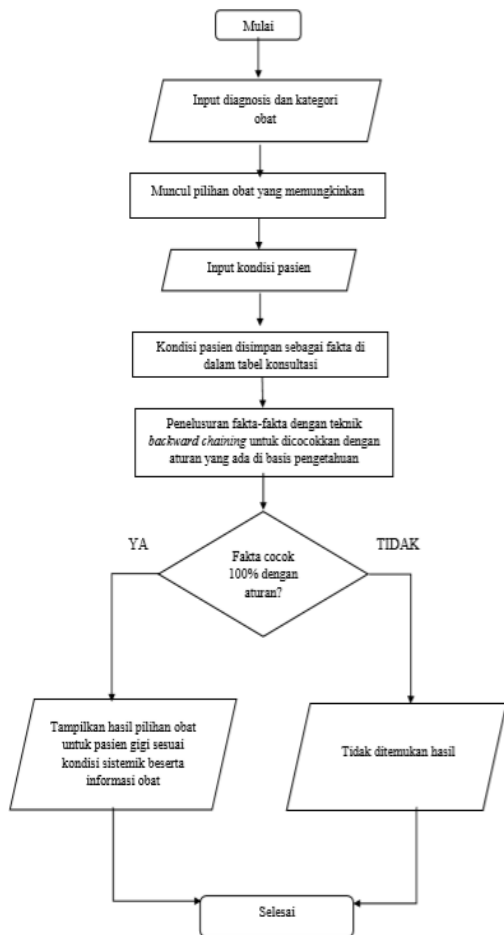 Mulai
Input diagnosis dan kategori
obat
Muncul pilihan obat yang memungkinkan
Input kondisi pasien
Kondisi pasien disimpan sebagai fakta di
dalam tabel konsultasi
Penelusuran fakta-fakta dengan teknik
backward chaining untuk dicocokkan dengan
aturan yang ada di basis pengetahuan
YA
TIDAK
Fakta cocok
100% dengan
aturan?
Tampilkan hasil pilihan obat
untuk pasien gigi sesuai
kondisi sistemik beserta
informasi obat
Tidak ditemukan hasil
Selesai